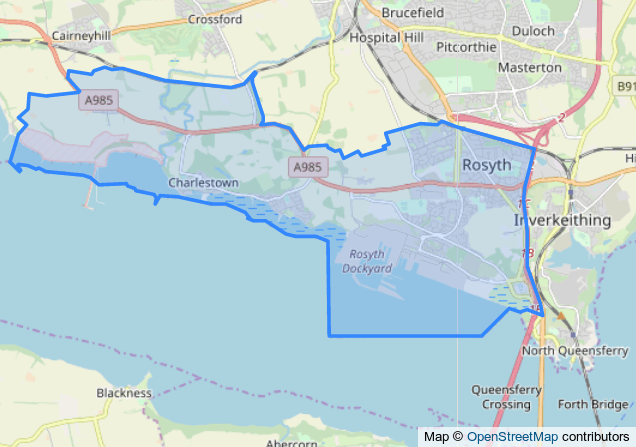 Crossford
Cairneyhill
Brucefield
Hospital Hill
Duloch
Pitcorthie
Masterton
B91
A985
2
A985
Rosyth
Hi
Charlestown
1C
Inverkeithing
Rosyth
Dockyard
1B
North Queensferry
Blackness
Queensferry
Crossing
Forth Bridge
Abercorn
Map © OpenStreetMap contributors